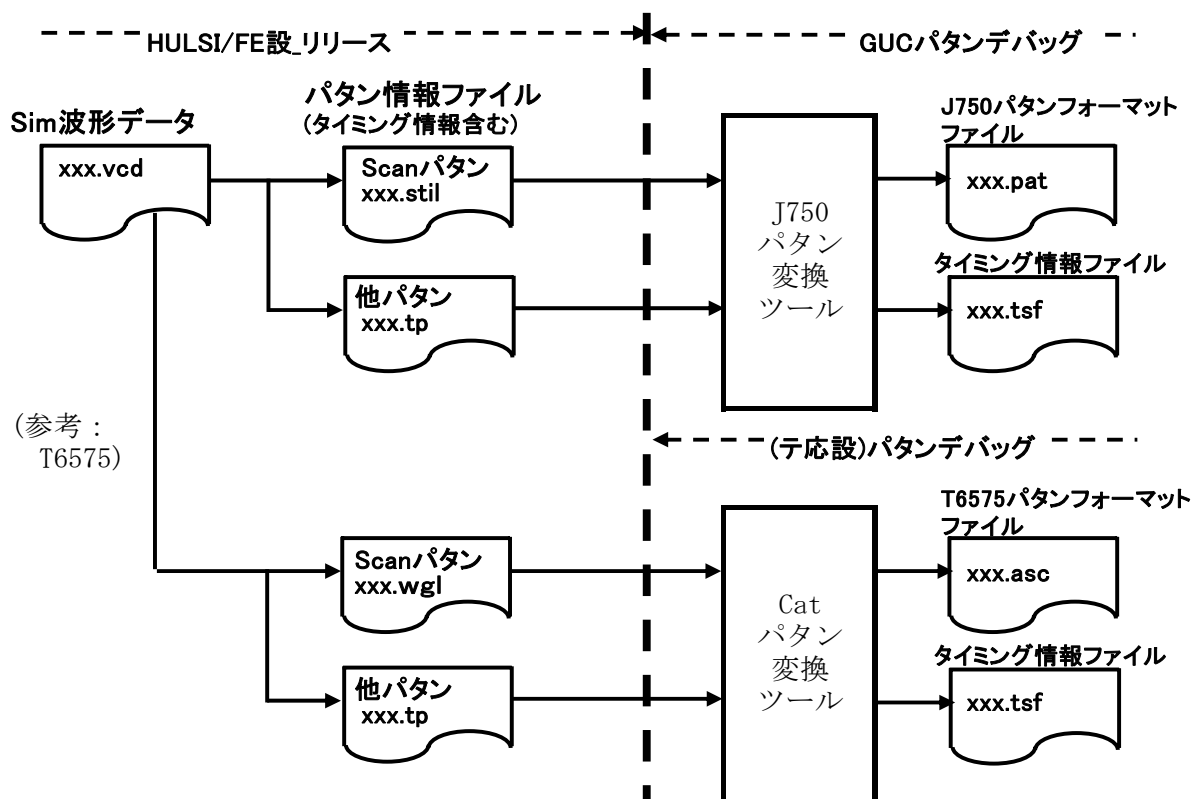 HULSI/FE設_リリース
GUCパタンデバッグ
Sim波形データ
xxx.vcd
パタン情報ファイル
(タイミング情報含む)
Scanパタン
xxx.stil
他パタン
xxx.tp
J750
パタン
変換
ツール
J750パタンフォーマット
ファイル
xxx.pat
タイミング情報ファイル
xxx.tsf
(参考:
T6575)
(テ応設)パタンデバッグ
Scanパタン
xxx.wgl
他パタン
xxx.tp
Cat
パタン
変換
ツール
T6575パタンフォーマット
ファイル
xxx.asc
タイミング情報ファイル
xxx.tsf